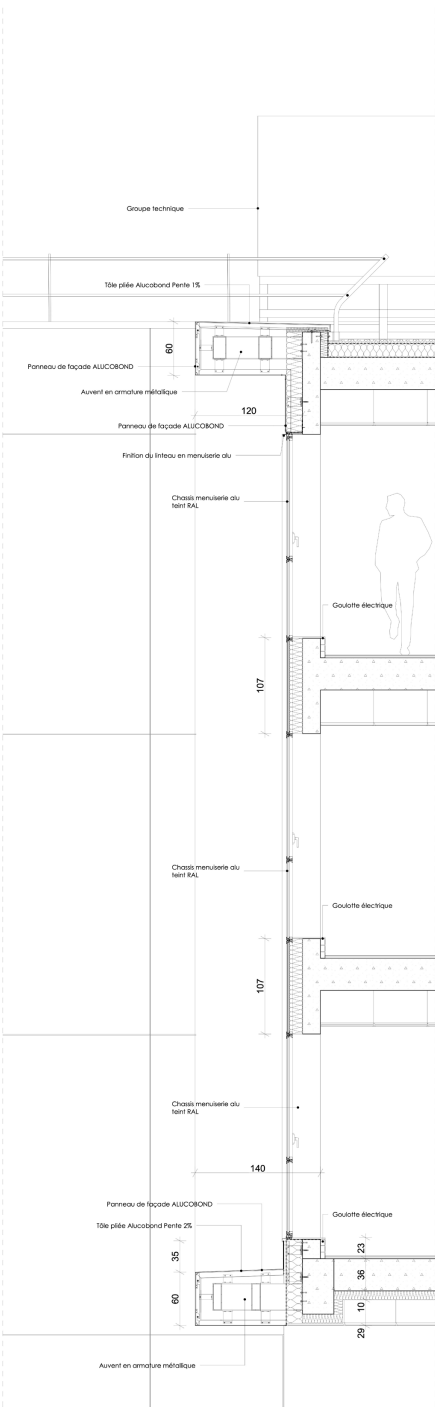 Groupe technique
Tôle pliée Alucobond Pente 1%
60
Panneau de façade ALUCOBOND
Auvent en armature métallique
120
Panneau de façade ALUCOBOND
Finition du linteau en menuiserie alu
Chassis menuiserie alu
teint RAL
Goulotte électrique
107
Chassis menuiserie alu
teint RAL
Goulotte électrique
107
Chassis menuiserie alu
teint RAL
140
Panneau de façade ALUCOBOND
Goulotte électrique
Tôle pliée Alucobond Pente 2%
35
23
36
60
10
29
Auvent en armature métallique